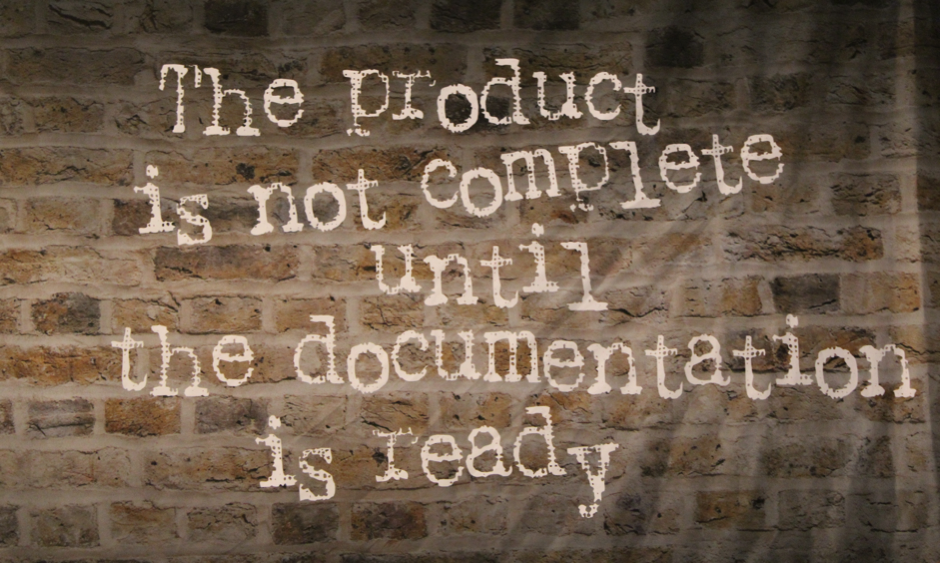 The product
is not complete
until
the documentation
is ready